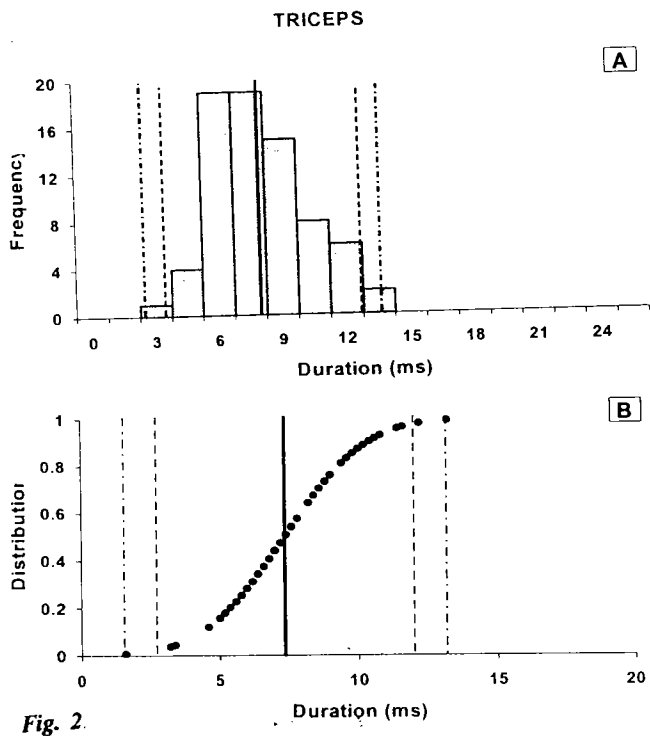 TRICEPS
A
20
16
12
8
4
0
Frequenc
0 3 6 9 12 15 18 21 24
Duration (ms)
B
1
0.8
0.6
0.4
0.2
0
Distribution
0 5 10 15 20
Duration (ms)
Fig. 2.